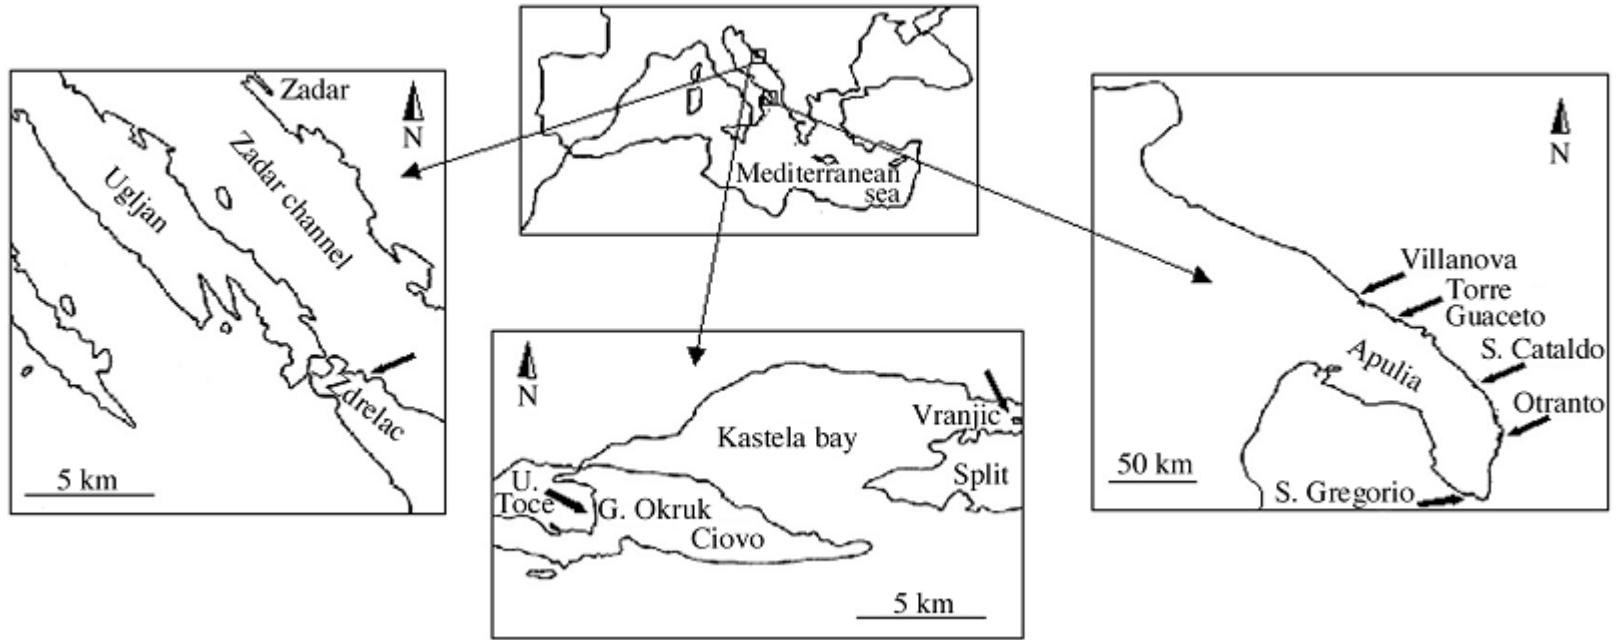 Zadar
N
Zadar channel
Ugljan
Zdrelac
5 km
Mediterranean
sea
N
Vranjic
Kastela bay
Split
U.
Toce
G. Okruk
Ciovo
5 km
N
Villanova
Torre
Guaceto
S. Cataldo
Apulia
Otranto
50 km
S. Gregorio